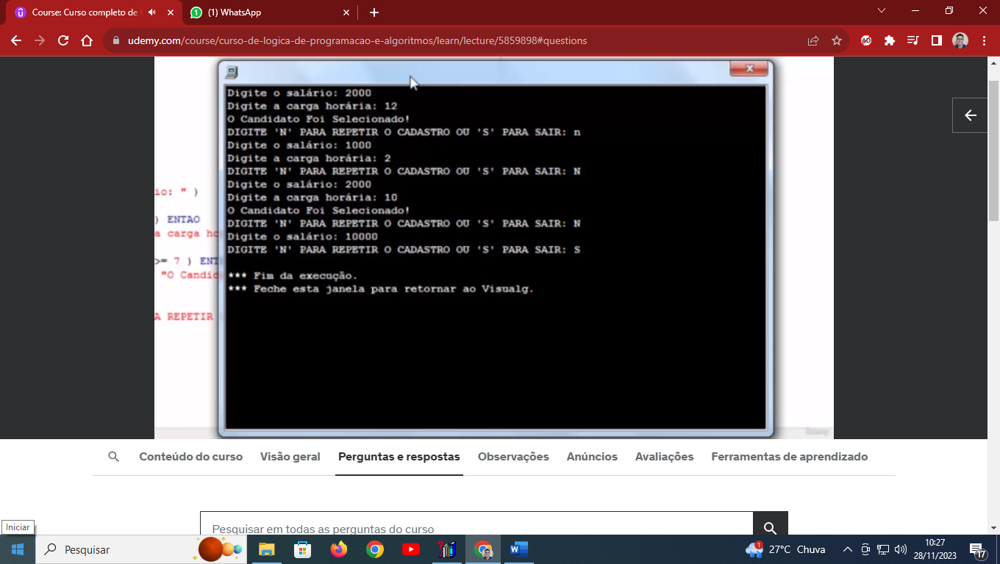 Course: Curso completo de
(1) WhatsApp
udemy.com/course/curso-de-logica-de-programacao-e-algoritmos/learn/lecture/5859898#questions
Digite o salário: 2000
Digite a carga horária: 12
O Candidato Foi Selecionado!
DIGITE 'N' PARA REPETIR O CADASTRO OU 'S' PARA SAIR: n
Digite o salário: 1000
Digite a carga horária: 2
DIGITE 'N' PARA REPETIR O CADASTRO OU 'S' PARA SAIR: N
Digite o salário: 2000
Digite a carga horária: 10
O Candidato Foi Selecionado!
DIGITE 'N' PARA REPETIR O CADASTRO OU 'S' PARA SAIR: N
Digite o salário: 10000
DIGITE 'N' PARA REPETIR O CADASTRO OU 'S' PARA SAIR: S
*** Fim da execução.
*** Feche esta janela para retornar ao Visualg.
io: " )
) ENTAO
a carga ho
>= 7 ) ENT
"O Candid
A REPETIR
Udemy
Conteúdo do curso Visão geral Perguntas e respostas Observações Anúncios Avaliações Ferramentas de aprendizado
Pesquisar em todas as perguntas do curso
Iniciar
Pesquisar
27°C Chuva
10:27
28/11/2023
17